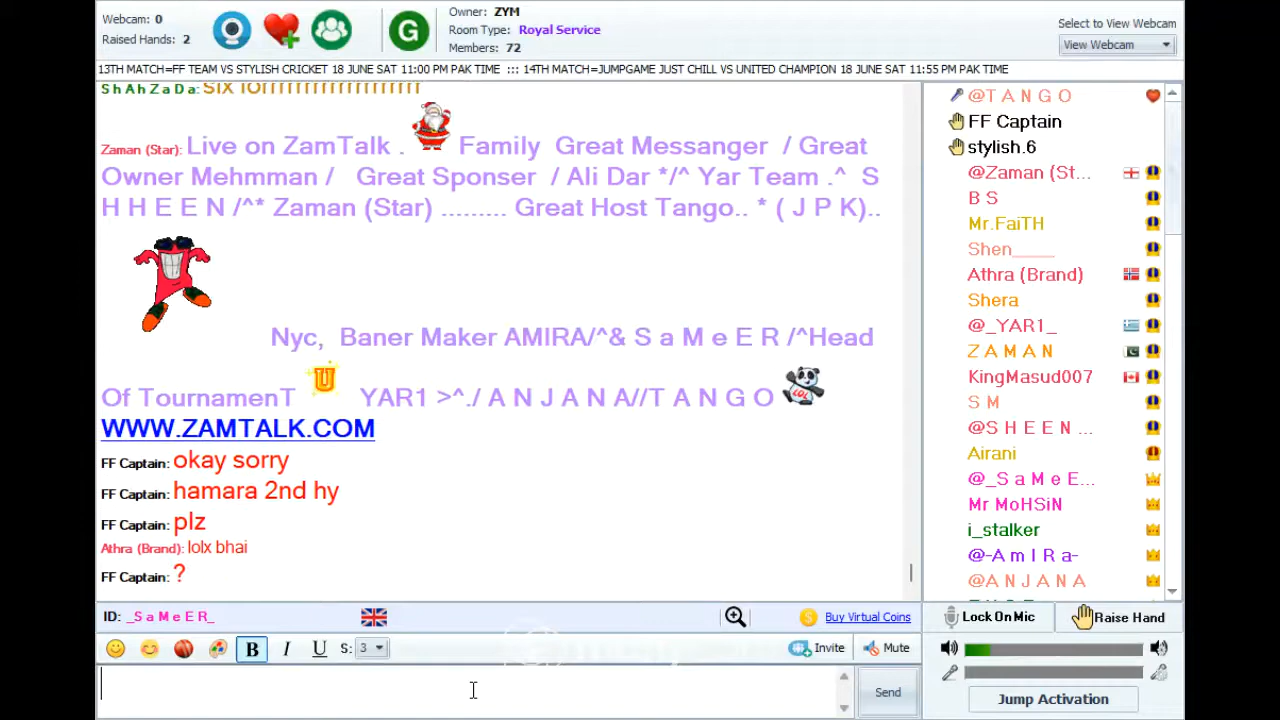 Webcam: 0
Raised Hands: 2
G
Owner: ZYM
Room Type: Royal Service
Members: 72
Select to View Webcam
View Webcam
13TH MATCH=FF TEAM VS STYLISH CRICKET 18 JUNE SAT 11:00 PM PAK TIME ::: 14TH MATCH=JUMPGAME JUST CHILL VS UNITED CHAMPION 18 JUNE SAT 11:55 PM PAK TIME
S h A h Z a D a:
Zaman (Star): Live on ZamTalk . Family Great Messanger / Great
Owner Mehmman / Great Sponser / Ali Dar */^ Yar Team .^ S
H H E E N /^* Zaman (Star) ......... Great Host Tango.. * ( J P K)..
Nyc, Baner Maker AMIRA/^& S a M e E R /^Head
Of TournamenT U YAR1 >^./ A N J A N A//T A N G O LOL
WWW.ZAMTALK.COM
FF Captain: okay sorry
FF Captain: hamara 2nd hy
FF Captain: plz
Athra (Brand): lolx bhai
FF Captain: ?
@T A N G O
FF Captain
stylish.6
@Zaman (St...
B S
Mr.FaiTH
Shen_____
Athra (Brand)
Shera
@_YAR1_
Z A M A N
KingMasud007
S M
@S H E E N ...
Airani
@_S a M e E...
Mr MoHSiN
i_stalker
@-A m I R a-
@A N J A N A
ID: _S a M e E R_
Buy Virtual Coins
Lock On Mic
Raise Hand
B I U S: 3
Invite
Mute
Send
Jump Activation